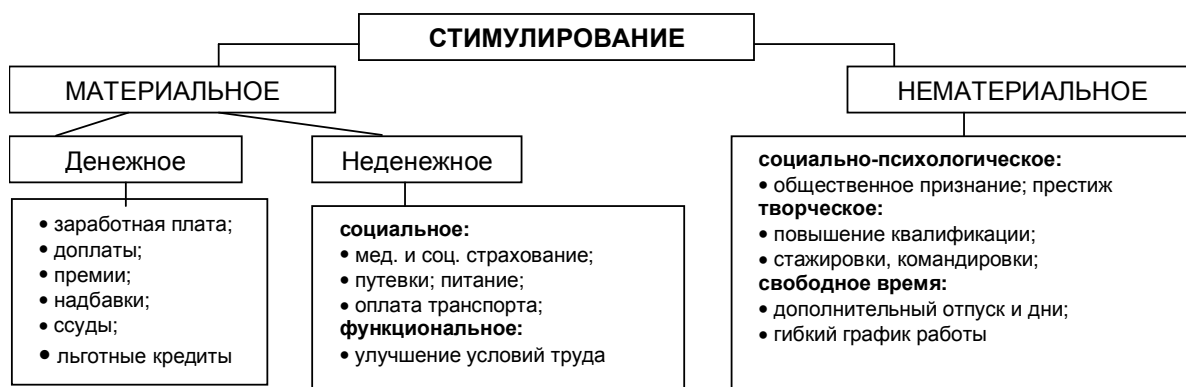 СТИМУЛИРОВАНИЕ
МАТЕРИАЛЬНОЕ
НЕМАТЕРИАЛЬНОЕ
Денежное
Неденежное
• заработная плата;
• доплаты;
• премии;
• надбавки;
• ссуды;
• льготные кредиты
социальное:
• мед. и соц. страхование;
• путевки; питание;
• оплата транспорта;
функциональное:
• улучшение условий труда
социально-психологическое:
• общественное признание; престиж
творческое:
• повышение квалификации;
• стажировки, командировки;
свободное время:
• дополнительный отпуск и дни;
• гибкий график работы